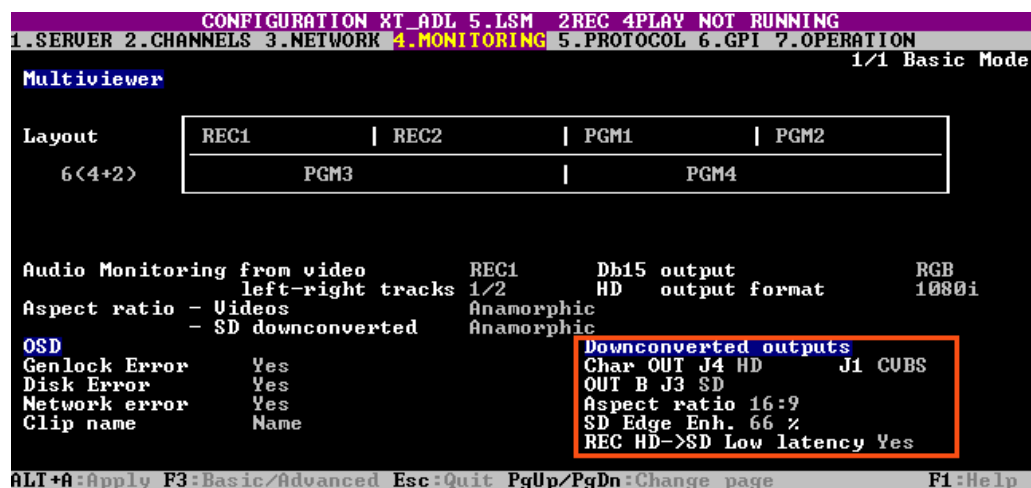 CONFIGURATION XT_ADL 5.LSM 2REC 4PLAY NOT RUNNING
1.SERVER 2.CHANNELS 3.NETWORK 4.MONITORING 5.PROTOCOL 6.GPI 7.OPERATION
1/1 Basic Mode
Multiviewer
Layout REC1 | REC2 | PGM1 | PGM2
6(4+2) PGM3 | PGM4
Audio Monitoring from video REC1 Db15 output RGB
left-right tracks 1/2 HD output format 1080i
Aspect ratio - Videos Anamorphic
- SD downconverted Anamorphic
OSD Downconverted outputs
Genlock Error Yes Char OUT J4 HD J1 CVBS
Disk Error Yes OUT B J3 SD
Network error Yes Aspect ratio 16:9
Clip name Name SD Edge Enh. 66 %
REC HD->SD Low latency Yes
ALT+A:Apply F3:Basic/Advanced Esc:Quit PgUp/PgDn:Change page F1:Help